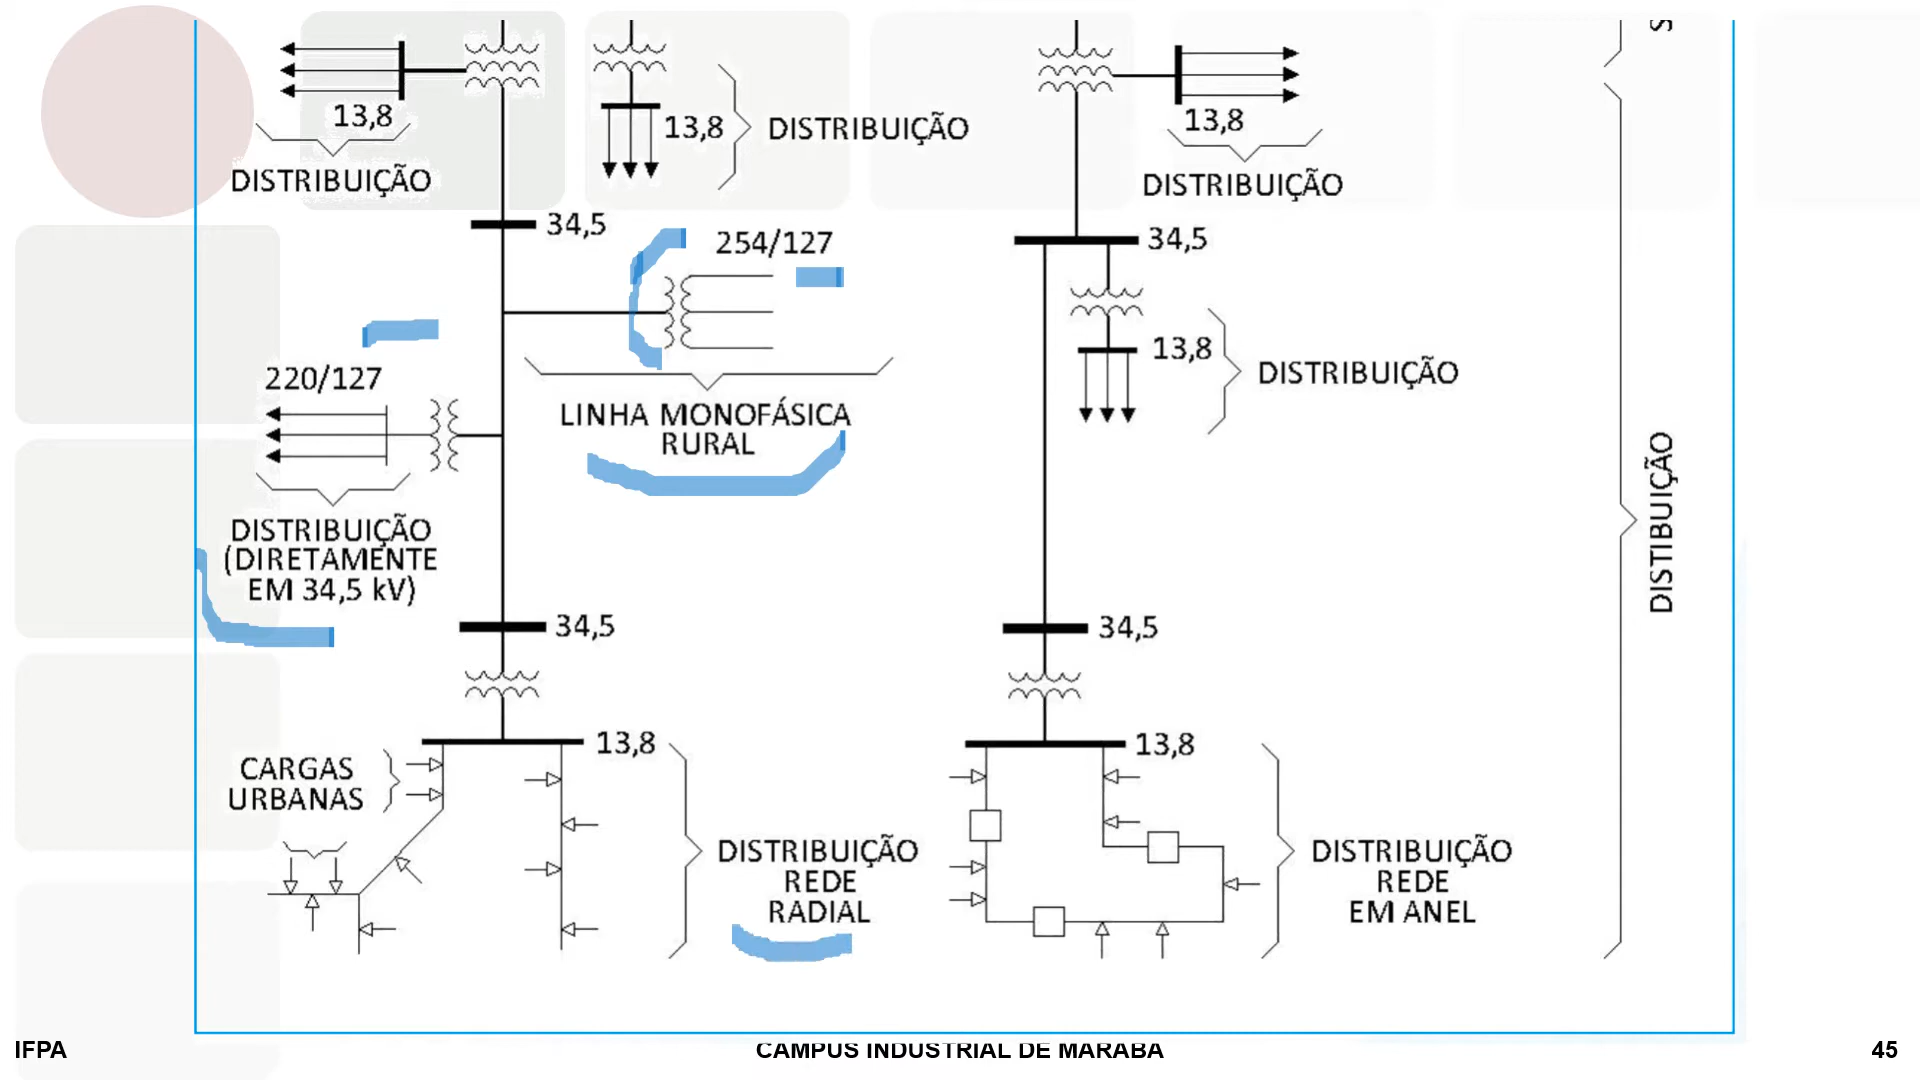 13,8
DISTRIBUIÇÃO
13,8
DISTRIBUIÇÃO
13,8
DISTRIBUIÇÃO
34,5
254/127
LINHA MONOFÁSICA
RURAL
220/127
DISTRIBUIÇÃO
(DIRETAMENTE
EM 34,5 kV)
34,5
13,8
DISTRIBUIÇÃO
34,5
34,5
DISTIBUIÇÃO
13,8
CARGAS
URBANAS
DISTRIBUIÇÃO
REDE
RADIAL
13,8
DISTRIBUIÇÃO
REDE
EM ANEL
IFPA
CAMPUS INDUSTRIAL DE MARABÁ
45